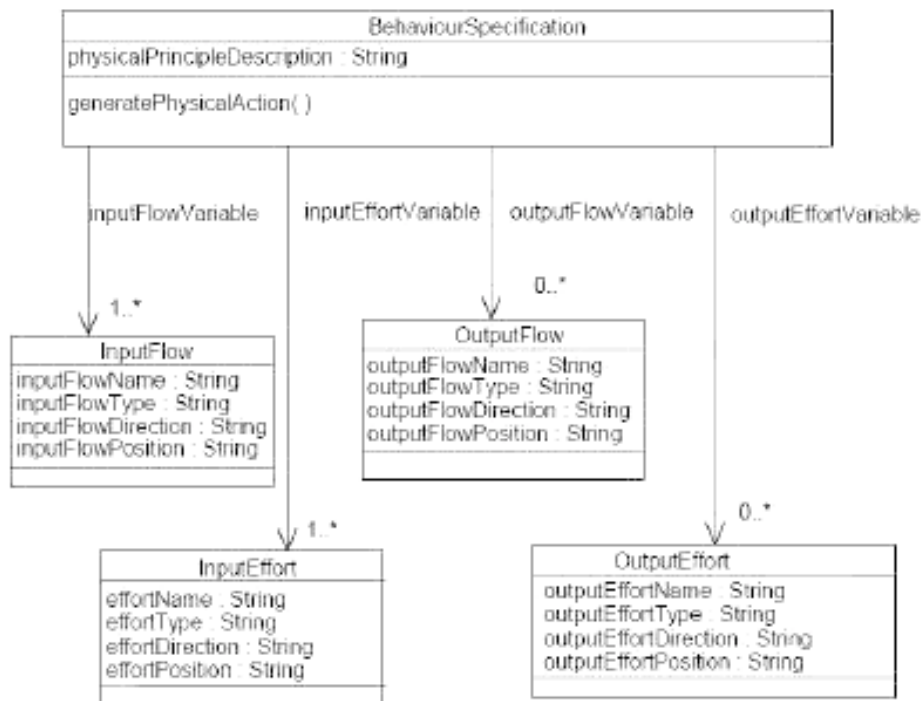 BehaviourSpecification
physicalPrincipleDescription : String
generatePhysicalAction( )
inputFlowVariable
inputEffortVariable
outputFlowVariable
outputEffortVariable
1..*
0..*
InputFlow
inputFlowName : String
inputFlowType : String
inputFlowDirection : String
inputFlowPosition : String
OutputFlow
outputFlowName : String
outputFlowType : String
outputFlowDirection : String
outputFlowPosition : String
1..*
0..*
InputEffort
effortName : String
effortType : String
effortDirection : String
effortPosition : String
OutputEffort
outputEffortName : String
outputEffortType : String
outputEffortDirection : String
outputEffortPosition : String